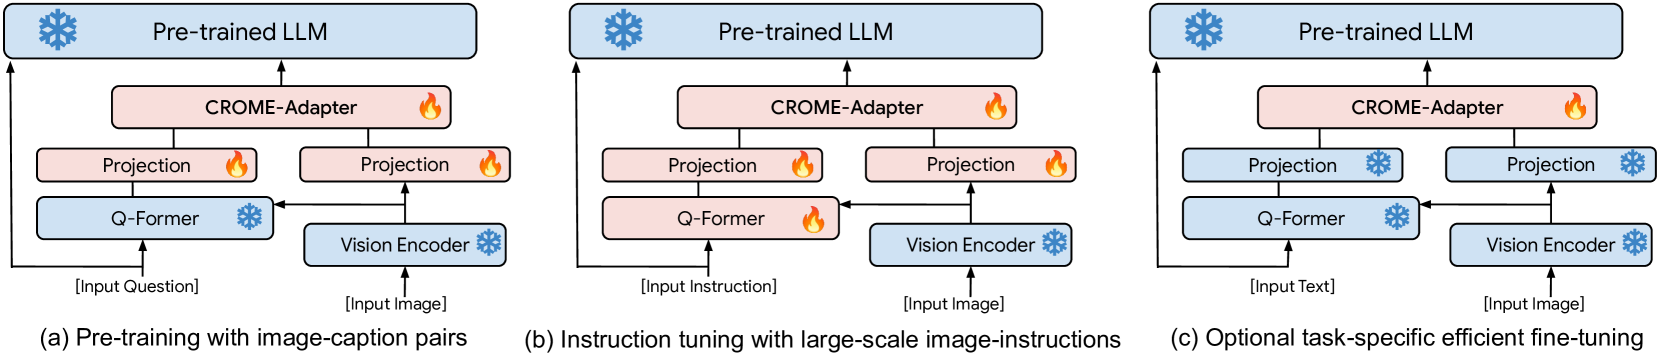 Pre-trained LLM
CROME-Adapter
Projection
Projection
Q-Former
Vision Encoder
[Input Question]
[Input Image]
(a) Pre-training with image-caption pairs
Pre-trained LLM
CROME-Adapter
Projection
Projection
Q-Former
Vision Encoder
[Input Instruction]
[Input Image]
(b) Instruction tuning with large-scale image-instructions
Pre-trained LLM
CROME-Adapter
Projection
Projection
Q-Former
Vision Encoder
[Input Text]
[Input Image]
(c) Optional task-specific efficient fine-tuning